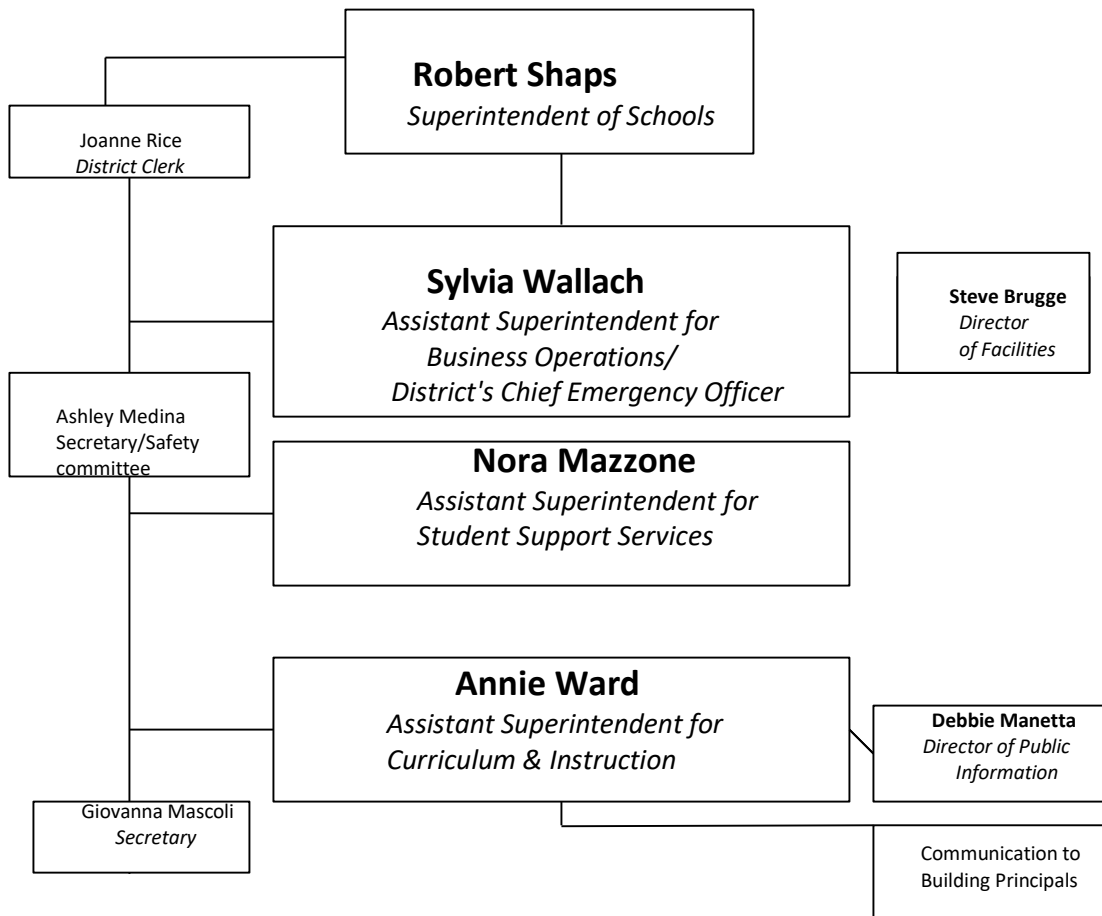 Robert Shaps
Superintendent of Schools
Joanne Rice
District Clerk
Sylvia Wallach
Assistant Superintendent for
Business Operations/
District's Chief Emergency Officer
Steve Brugge
Director
of Facilities
Ashley Medina
Secretary/Safety
committee
Nora Mazzone
Assistant Superintendent for
Student Support Services
Annie Ward
Assistant Superintendent for
Curriculum & Instruction
Debbie Manetta
Director of Public
Information
Giovanna Mascoli
Secretary
Communication to
Building Principals